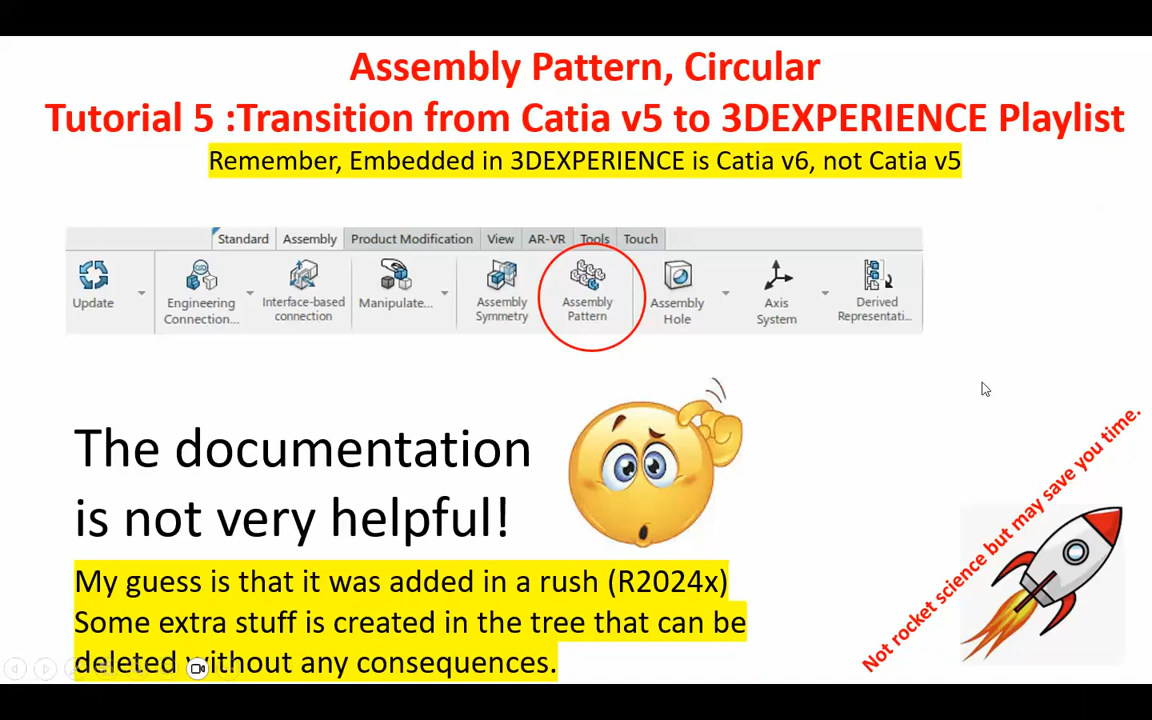 Assembly Pattern, Circular
Tutorial 5 :Transition from Catia v5 to 3DEXPERIENCE Playlist
Remember, Embedded in 3DEXPERIENCE is Catia v6, not Catia v5
Standard Assembly Product Modification View AR-VR Tools Touch
Update
Engineering
Connection...
Interface-based
connection
Manipulate...
Assembly
Symmetry
Assembly
Pattern
Assembly
Hole
Axis
System
Derived
Representati...
The documentation
is not very helpful!
My guess is that it was added in a rush (R2024x)
Some extra stuff is created in the tree that can be
deleted without any consequences.
Not rocket science but may save you time.